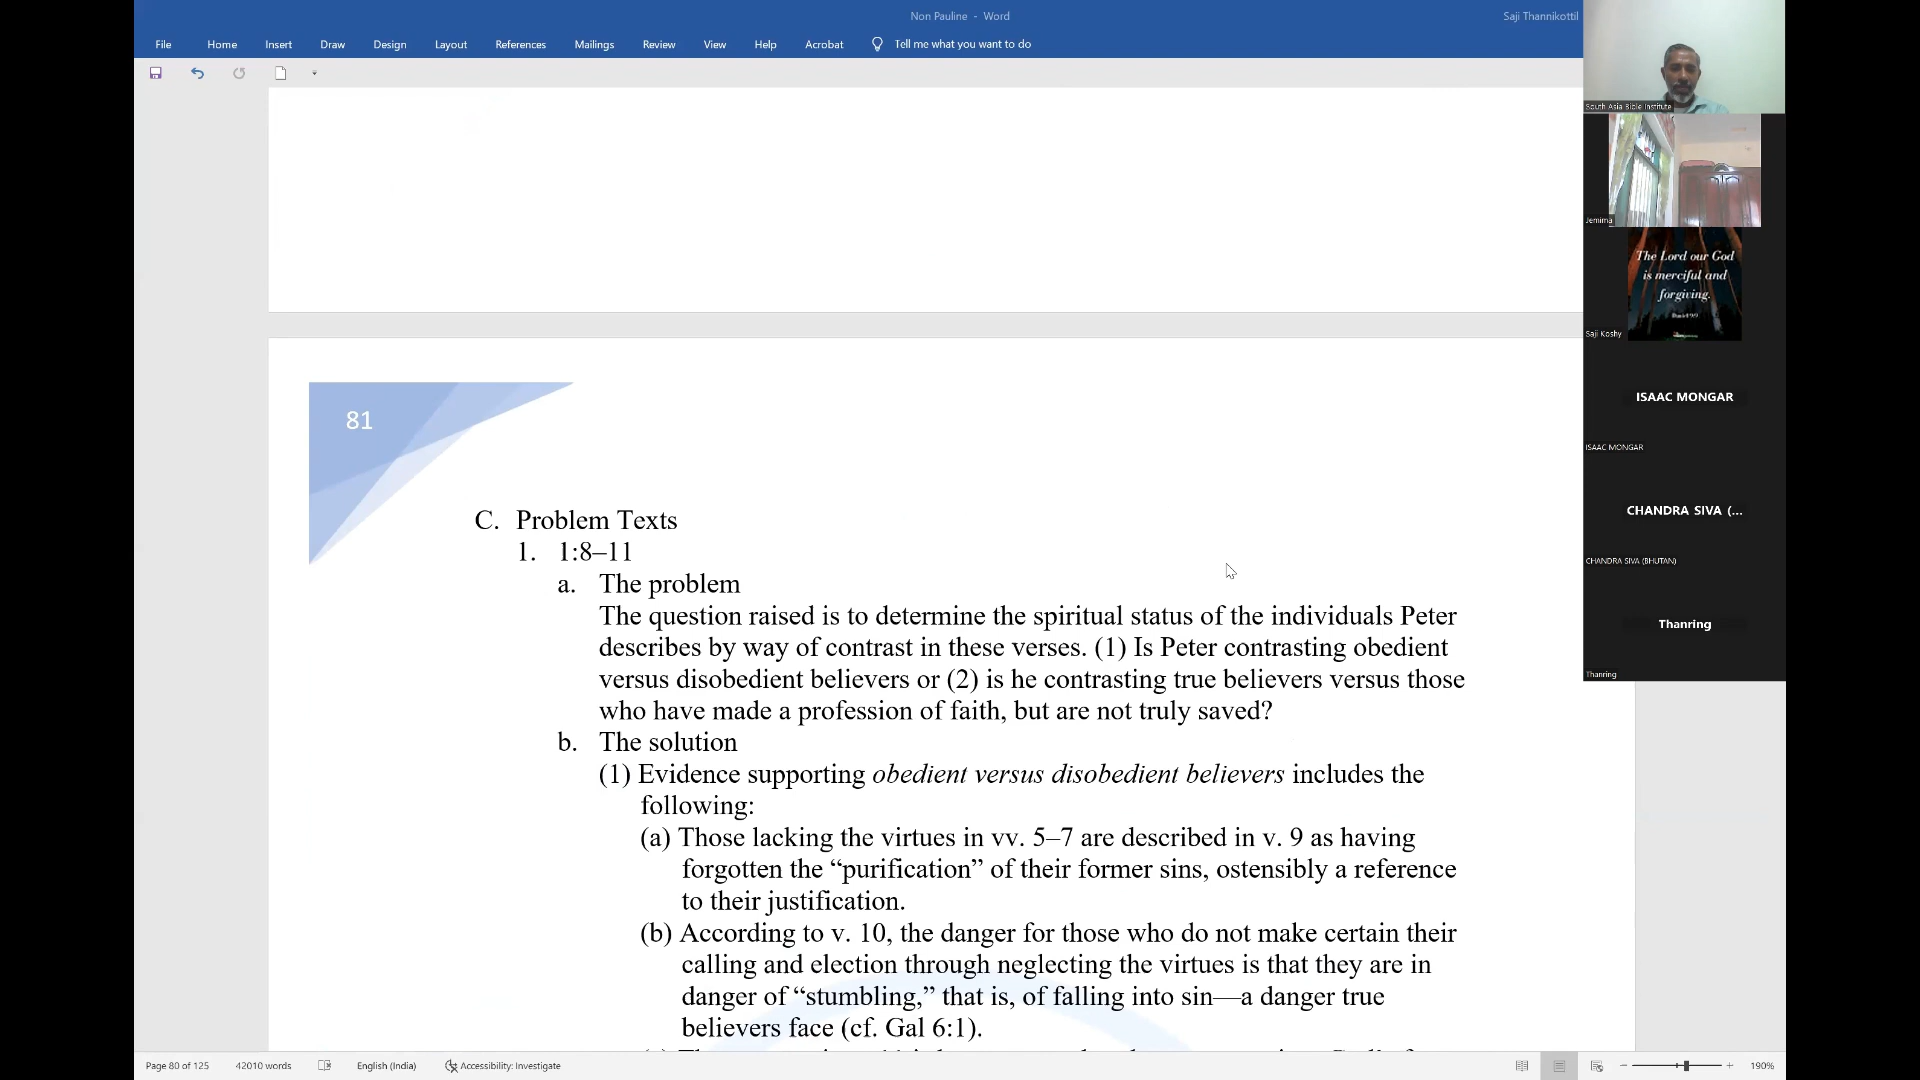 Non Pauline - Word
Saji Thannikottil
File Home Insert Draw Design Layout References Mailings Review View Help Acrobat Tell me what you want to do
South Asia Bible Institute
Jemima
The Lord our God
is merciful and
forgiving.
Saji Koshy
ISAAC MONGAR
ISAAC MONGAR
CHANDRA SIVA (...
CHANDRA SIVA (BHUTAN)
Thanring
Thanring
81
C. Problem Texts
1. 1:8–11
a. The problem
The question raised is to determine the spiritual status of the individuals Peter
describes by way of contrast in these verses. (1) Is Peter contrasting obedient
versus disobedient believers or (2) is he contrasting true believers versus those
who have made a profession of faith, but are not truly saved?
b. The solution
(1) Evidence supporting obedient versus disobedient believers includes the
following:
(a) Those lacking the virtues in vv. 5–7 are described in v. 9 as having
forgotten the “purification” of their former sins, ostensibly a reference
to their justification.
(b) According to v. 10, the danger for those who do not make certain their
calling and election through neglecting the virtues is that they are in
danger of “stumbling,” that is, of falling into sin—a danger true
believers face (cf. Gal 6:1).
Page 80 of 125 42010 words English (India) Accessibility: Investigate 190%